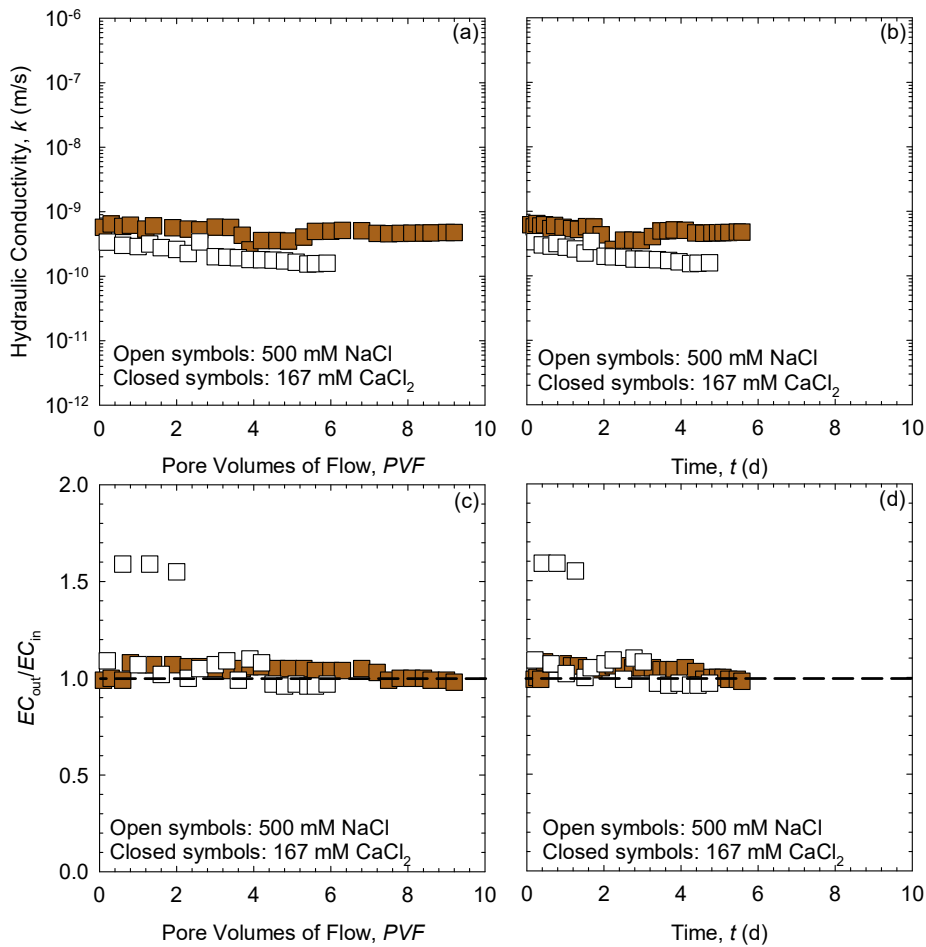 (a)
(b)
Hydraulic Conductivity, k (m/s)
10⁻⁶
10⁻⁷
10⁻⁸
10⁻⁹
10⁻¹⁰
10⁻¹¹
10⁻¹²
Open symbols: 500 mM NaCl
Closed symbols: 167 mM CaCl₂
Open symbols: 500 mM NaCl
Closed symbols: 167 mM CaCl₂
0 2 4 6 8 10
0 2 4 6 8 10
Pore Volumes of Flow, PVF
Time, t (d)
(c)
(d)
EC_out/EC_in
2.0
1.5
1.0
0.5
0.0
Open symbols: 500 mM NaCl
Closed symbols: 167 mM CaCl₂
Open symbols: 500 mM NaCl
Closed symbols: 167 mM CaCl₂
0 2 4 6 8 10
0 2 4 6 8 10
Pore Volumes of Flow, PVF
Time, t (d)